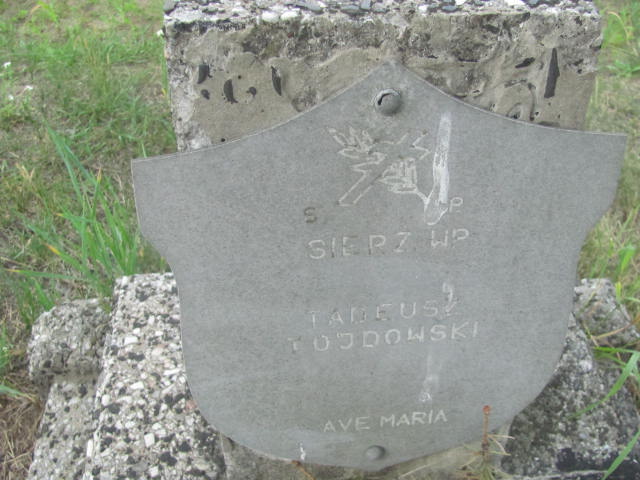 S P
SIERZ. WP
TADEUSZ
TOJDOWSKI
AVE MARIA